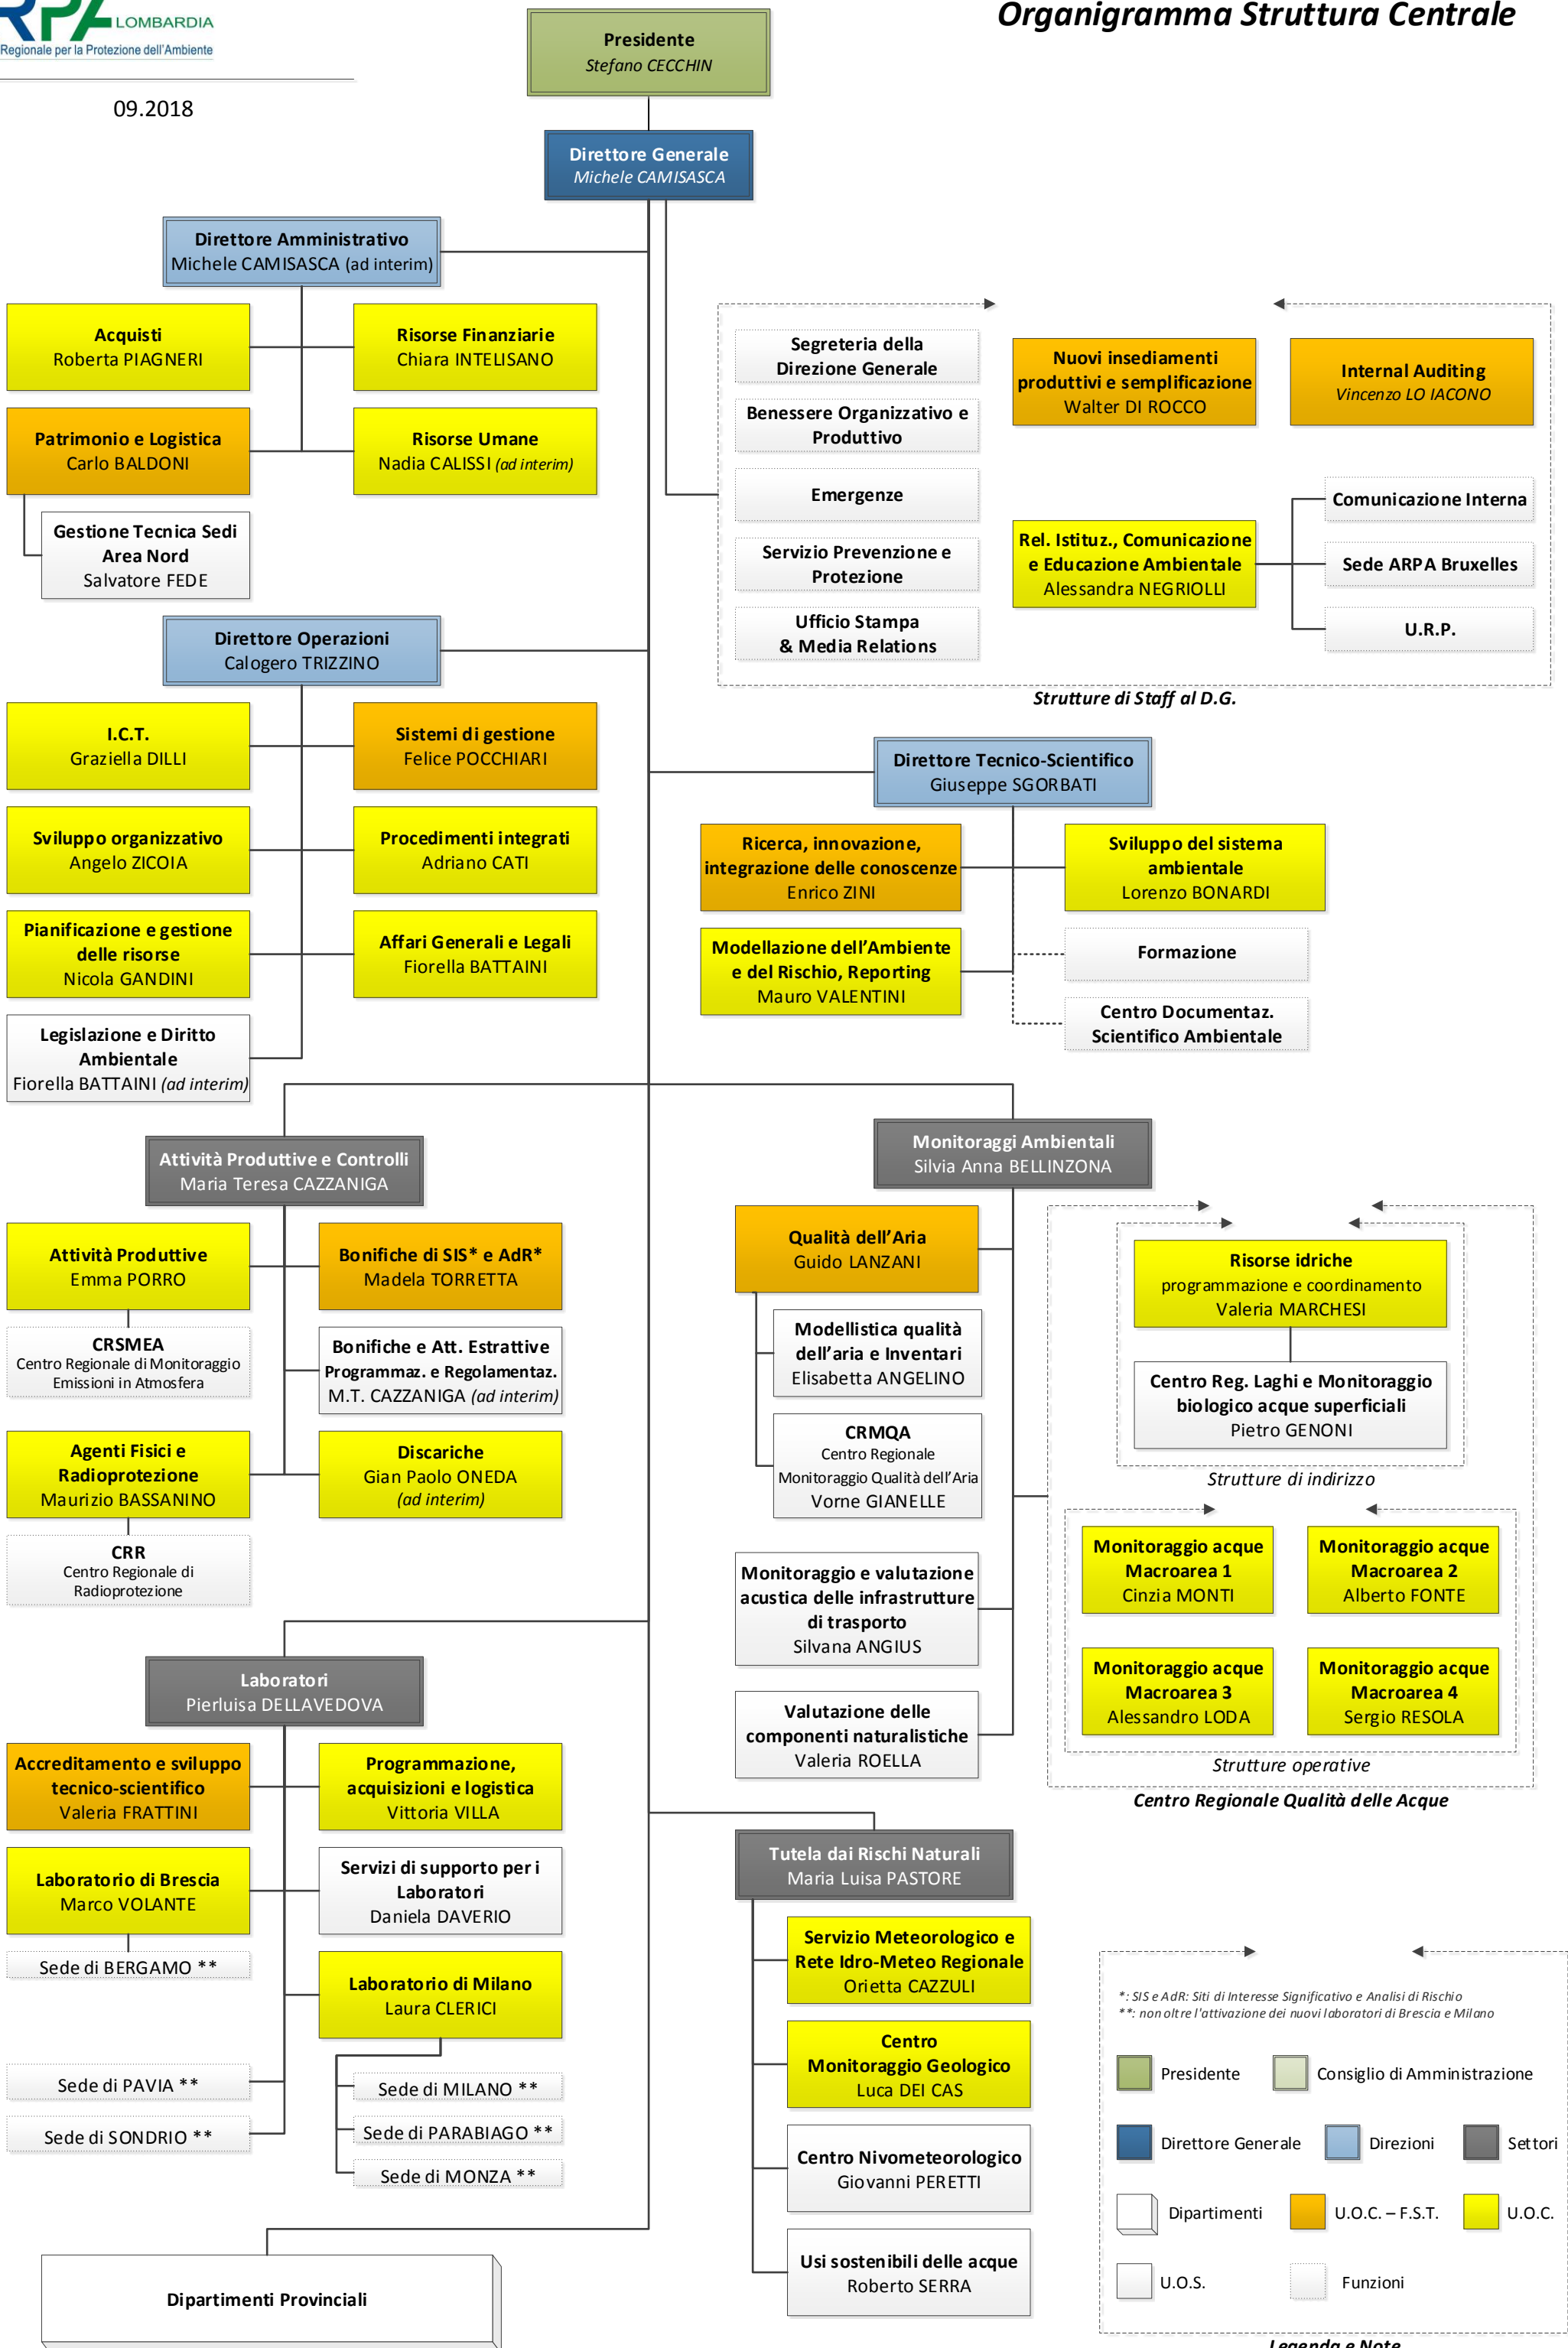 Organigramma Struttura Centrale
RPA LOMBARDIA
Regionale per la Protezione dell'Ambiente
09.2018
Presidente
Stefano CECCHIN
Direttore Generale
Michele CAMISASCA
Direttore Amministrativo
Michele CAMISASCA (ad interim)
Acquisti
Roberta PIAGNERI
Risorse Finanziarie
Chiara INTELISANO
Patrimonio e Logistica
Carlo BALDONI
Risorse Umane
Nadia CALISSI (ad interim)
Gestione Tecnica Sedi
Area Nord
Salvatore FEDE
Segreteria della
Direzione Generale
Benessere Organizzativo e
Produttivo
Emergenze
Servizio Prevenzione e
Protezione
Ufficio Stampa
& Media Relations
Nuovi insediamenti
produttivi e semplificazione
Walter DI ROCCO
Internal Auditing
Vincenzo LO IACONO
Rel. Istituz., Comunicazione
e Educazione Ambientale
Alessandra NEGRIOLLI
Comunicazione Interna
Sede ARPA Bruxelles
U.R.P.
Strutture di Staff al D.G.
Direttore Operazioni
Calogero TRIZZINO
I.C.T.
Graziella DILLI
Sistemi di gestione
Felice POCCHIARI
Sviluppo organizzativo
Angelo ZICOIA
Procedimenti integrati
Adriano CATI
Pianificazione e gestione
delle risorse
Nicola GANDINI
Affari Generali e Legali
Fiorella BATTAINI
Legislazione e Diritto
Ambientale
Fiorella BATTAINI (ad interim)
Direttore Tecnico-Scientifico
Giuseppe SGORBATI
Ricerca, innovazione,
integrazione delle conoscenze
Enrico ZINI
Sviluppo del sistema
ambientale
Lorenzo BONARDI
Modellazione dell'Ambiente
e del Rischio, Reporting
Mauro VALENTINI
Formazione
Centro Documentaz.
Scientifico Ambientale
Attività Produttive e Controlli
Maria Teresa CAZZANIGA
Attività Produttive
Emma PORRO
Bonifiche di SIS* e AdR*
Madela TORRETTA
CRSMEA
Centro Regionale di Monitoraggio
Emissioni in Atmosfera
Bonifiche e Att. Estrattive
Programmaz. e Regolamentaz.
M.T. CAZZANIGA (ad interim)
Agenti Fisici e
Radioprotezione
Maurizio BASSANINO
Discariche
Gian Paolo ONEDA
(ad interim)
CRR
Centro Regionale di
Radioprotezione
Monitoraggi Ambientali
Silvia Anna BELLINZONA
Qualità dell'Aria
Guido LANZANI
Modellistica qualità
dell'aria e Inventari
Elisabetta ANGELINO
CRMQA
Centro Regionale
Monitoraggio Qualità dell'Aria
Vorne GIANELLE
Monitoraggio e valutazione
acustica delle infrastrutture
di trasporto
Silvana ANGIUS
Valutazione delle
componenti naturalistiche
Valeria ROELLA
Risorse idriche
programmazione e coordinamento
Valeria MARCHESI
Centro Reg. Laghi e Monitoraggio
biologico acque superficiali
Pietro GENONI
Strutture di indirizzo
Monitoraggio acque
Macroarea 1
Cinzia MONTI
Monitoraggio acque
Macroarea 2
Alberto FONTE
Monitoraggio acque
Macroarea 3
Alessandro LODA
Monitoraggio acque
Macroarea 4
Sergio RESOLA
Strutture operative
Centro Regionale Qualità delle Acque
Laboratori
Pierluisa DELLAVEDOVA
Accreditamento e sviluppo
tecnico-scientifico
Valeria FRATTINI
Programmazione,
acquisizioni e logistica
Vittoria VILLA
Laboratorio di Brescia
Marco VOLANTE
Servizi di supporto per i
Laboratori
Daniela DAVERIO
Sede di BERGAMO **
Laboratorio di Milano
Laura CLERICI
Sede di PAVIA **
Sede di SONDRIO **
Sede di MILANO **
Sede di PARABIAGO **
Sede di MONZA **
Dipartimenti Provinciali
Tutela dai Rischi Naturali
Maria Luisa PASTORE
Servizio Meteorologico e
Rete Idro-Meteo Regionale
Orietta CAZZULI
Centro
Monitoraggio Geologico
Luca DEI CAS
Centro Nivometeorologico
Giovanni PERETTI
Usi sostenibili delle acque
Roberto SERRA
*: SIS e AdR: Siti di Interesse Significativo e Analisi di Rischio
**: non oltre l'attivazione dei nuovi laboratori di Brescia e Milano
Presidente
Consiglio di Amministrazione
Direttore Generale
Direzioni
Settori
Dipartimenti
U.O.C. – F.S.T.
U.O.C.
U.O.S.
Funzioni
Legenda e Note